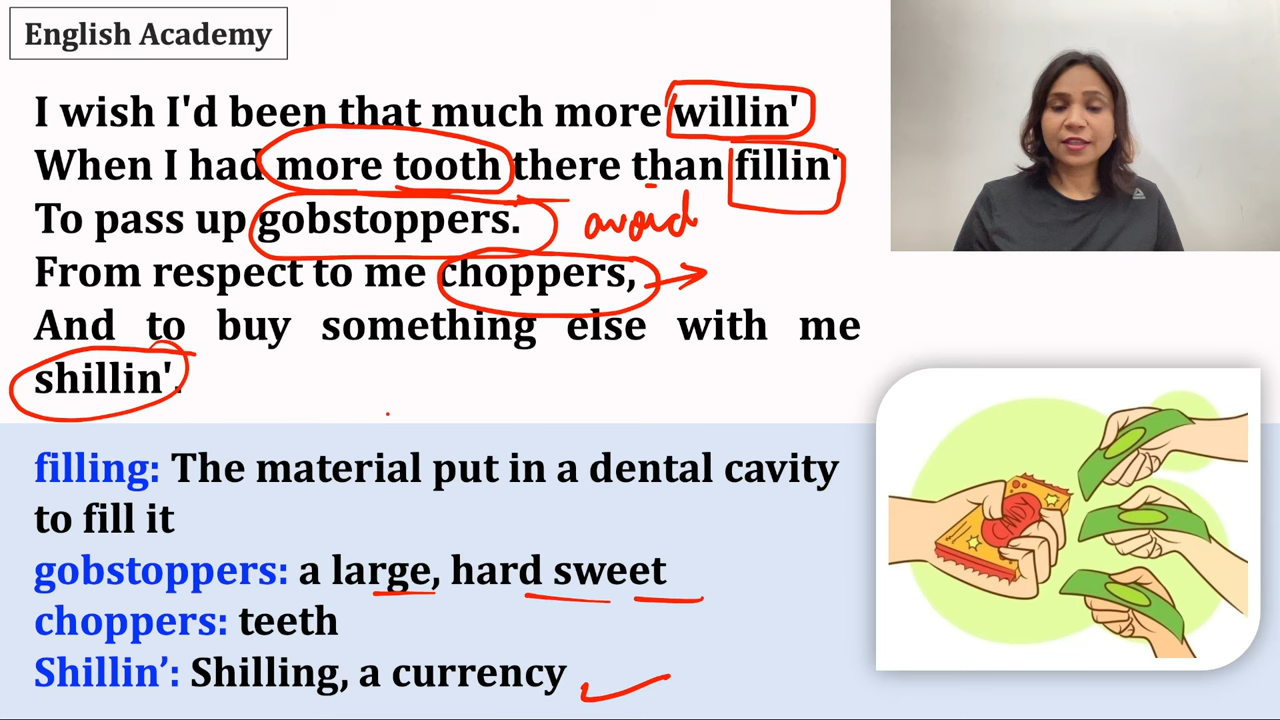 English Academy
I wish I'd been that much more willin'
When I had more tooth there than fillin'
To pass up gobstoppers.
avoid
From respect to me choppers,
And to buy something else with me
shillin'.
filling: The material put in a dental cavity
to fill it
gobstoppers: a large, hard sweet
choppers: teeth
Shillin’: Shilling, a currency